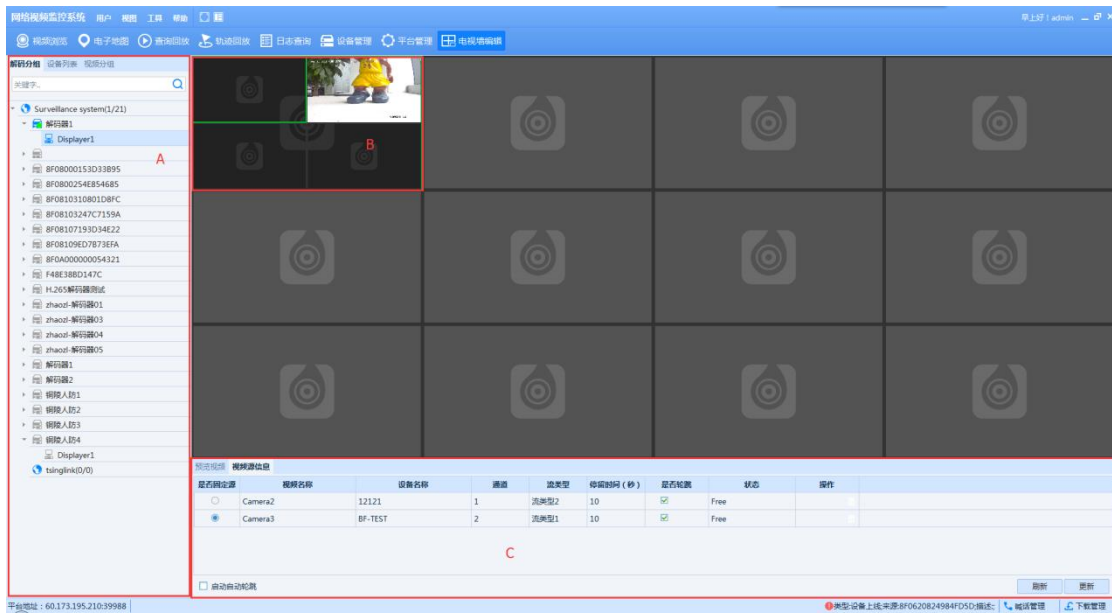 网络视频监控系统 用户 视图 工具 帮助
早上好！admin
视频浏览 电子地图 查询回放 轨迹回放 日志查询 设备管理 平台管理 电视墙编辑
解码分组 设备列表 视频分组
关键字..
Surveillance system(1/21)
解码器1
Displayer1
A
B
8F08000153D33B95
8F0800254E854685
8F0810310801D8FC
8F08103247C7159A
8F08107193D34E22
8F08109ED7B73EFA
8F0A000000054321
F48E38BD147C
H.265解码器测试
zhaozl-解码器01
zhaozl-解码器03
zhaozl-解码器04
zhaozl-解码器05
解码器1
解码器2
铜陵人防1
铜陵人防2
铜陵人防3
铜陵人防4
Displayer1
tsinglink(0/0)
预览视频 视频源信息
是否固定源 视频名称 设备名称 通道 流类型 停留时间（秒） 是否轮跳 状态 操作
Camera2 12121 1 流类型2 10 Free
Camera3 BF-TEST 2 流类型1 10 Free
C
启动自动轮跳 刷新 更新
平台地址：60.173.195.210:39988 类型:设备上线;来源:8F0620824984FD5D;描述: 喊话管理 下载管理